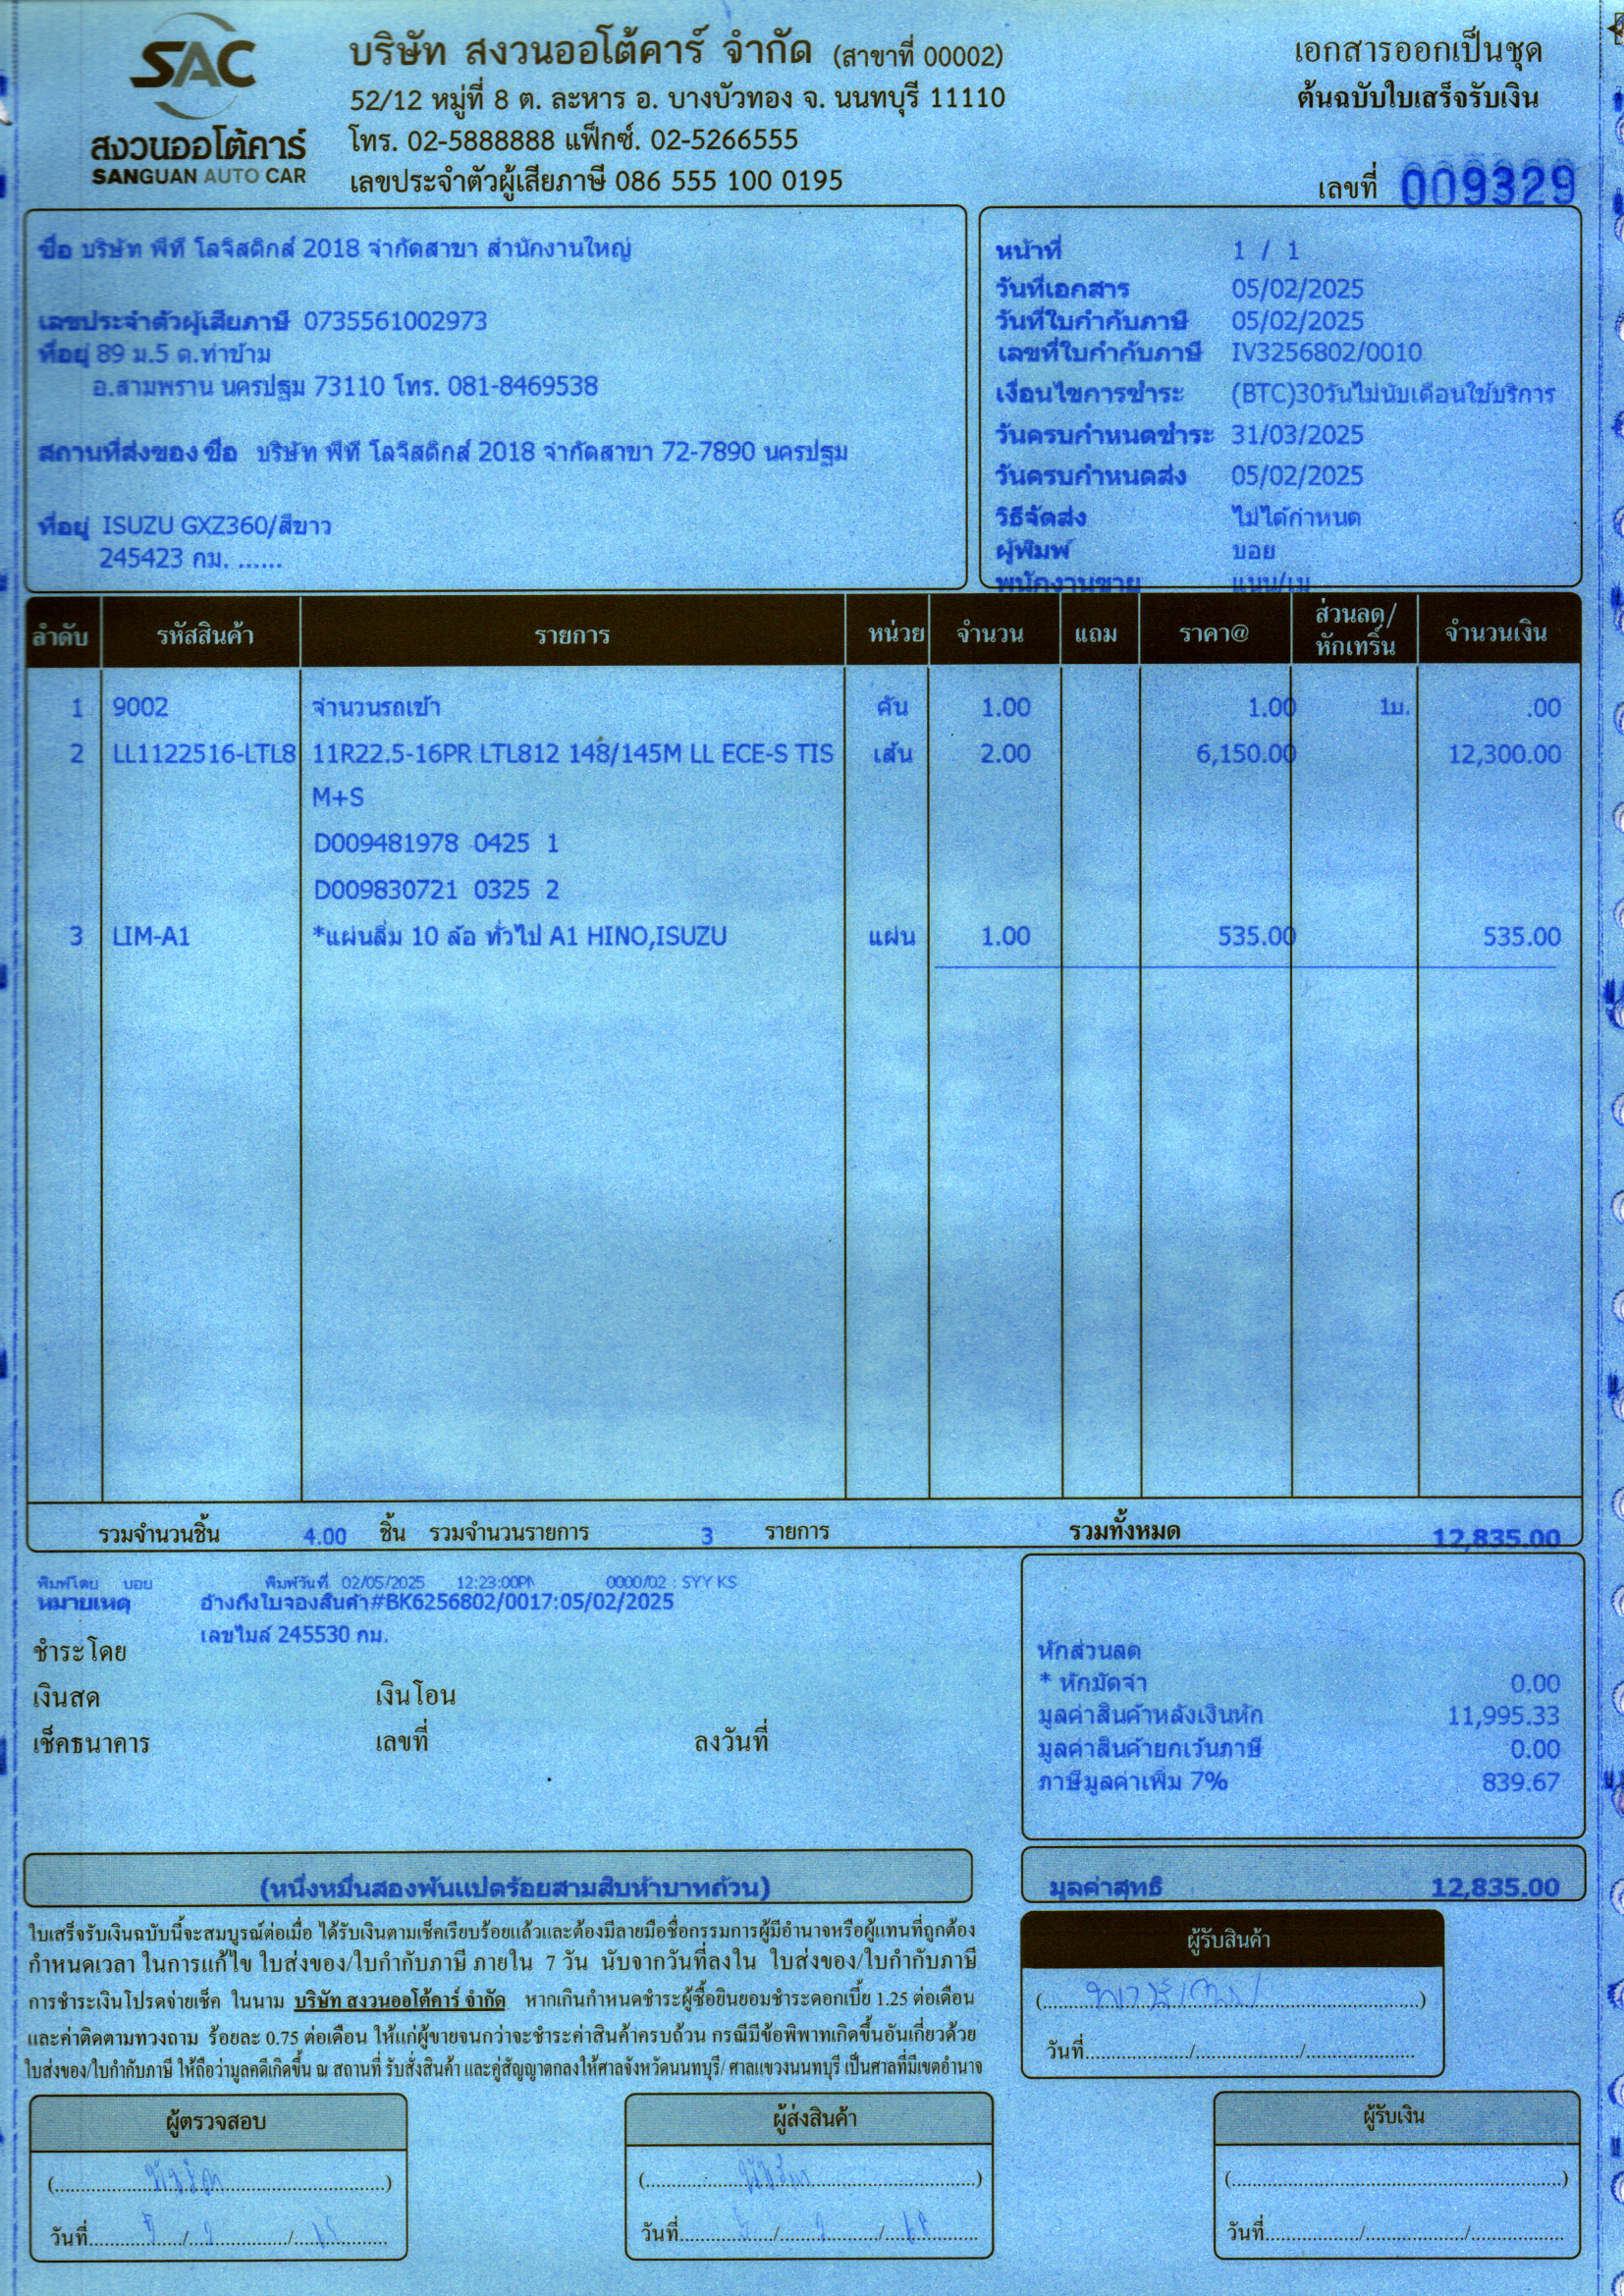 SAC
สงวนออโต้คาร์
SANGUAN AUTO CAR
บริษัท สงวนออโต้คาร์ จำกัด (สาขาที่ 00002)
52/12 หมู่ที่ 8 ต. ละหาร อ. บางบัวทอง จ. นนทบุรี 11110
โทร. 02-5888888 แฟ็กซ์. 02-5266555
เลขประจำตัวผู้เสียภาษี 086 555 100 0195
เอกสารออกเป็นชุด
ต้นฉบับใบเสร็จรับเงิน
เลขที่ 009329
ชื่อ บริษัท พีที โลจิสติกส์ 2018 จำกัดสาขา สำนักงานใหญ่
เลขประจำตัวผู้เสียภาษี 0735561002973
ที่อยู่ 89 ม.5 ต.ท่าข้าม
อ.สามพราน นครปฐม 73110 โทร. 081-8469538
สถานที่ส่งของ ชื่อ บริษัท พีที โลจิสติกส์ 2018 จำกัดสาขา 72-7890 นครปฐม
ที่อยู่ ISUZU GXZ360/สีขาว
245423 กม. ......
หน้าที่ 1 / 1
วันที่เอกสาร 05/02/2025
วันที่ใบกำกับภาษี 05/02/2025
เลขที่ใบกำกับภาษี IV3256802/0010
เงื่อนไขการชำระ (BTC)30วันไม่นับเดือนใช้บริการ
วันครบกำหนดชำระ 31/03/2025
วันครบกำหนดส่ง 05/02/2025
วิธีจัดส่ง ไม่ได้กำหนด
ผู้พิมพ์ บอย
พนักงานขาย
ลำดับ รหัสสินค้า รายการ หน่วย จำนวน แถม ราคา@ ส่วนลด/หักเทริ์น จำนวนเงิน
1 9002 จำนวนรถเข้า คัน 1.00 1.00 1บ. .00
2 LL1122516-LTL8 11R22.5-16PR LTL812 148/145M LL ECE-S TIS เส้น 2.00 6,150.00 12,300.00
M+S
D009481978 0425 1
D009830721 0325 2
3 LIM-A1 *แผ่นลิ่ม 10 ล้อ ทั่วไป A1 HINO,ISUZU แผ่น 1.00 535.00 535.00
รวมจำนวนชิ้น 4.00 ชิ้น รวมจำนวนรายการ 3 รายการ รวมทั้งหมด 12,835.00
พิมพ์โดย บอย พิมพ์วันที่ 02/05/2025 12:23:00PM 0000/02 : SYY KS
หมายเหตุ อ้างถึงใบจองสินค้า#BK6256802/0017:05/02/2025
เลขไมล์ 245530 กม.
ชำระโดย
เงินสด เงินโอน
เช็คธนาคาร เลขที่ ลงวันที่
หักส่วนลด
* หักมัดจำ 0.00
มูลค่าสินค้าหลังเงินหัก 11,995.33
มูลค่าสินค้ายกเว้นภาษี 0.00
ภาษีมูลค่าเพิ่ม 7% 839.67
(หนึ่งหมื่นสองพันแปดร้อยสามสิบห้าบาทถ้วน)
มูลค่าสุทธิ 12,835.00
ใบเสร็จรับเงินฉบับนี้จะสมบูรณ์ต่อเมื่อ ได้รับเงินตามเช็คเรียบร้อยแล้วและต้องมีลายมือชื่อกรรมการผู้มีอำนาจหรือผู้แทนที่ถูกต้อง
กำหนดเวลา ในการแก้ไข ใบส่งของ/ใบกำกับภาษี ภายใน 7 วัน นับจากวันที่ลงใน ใบส่งของ/ใบกำกับภาษี
การชำระเงินโปรดจ่ายเช็ค ในนาม บริษัท สงวนออโต้คาร์ จำกัด หากเกินกำหนดชำระผู้ซื้อยินยอมชำระดอกเบี้ย 1.25 ต่อเดือน
และค่าติดตามทวงถาม ร้อยละ 0.75 ต่อเดือน ให้แก่ผู้ขายจนกว่าจะชำระค่าสินค้าครบถ้วน กรณีมีข้อพิพาทเกิดขึ้นอันเกี่ยวด้วย
ใบส่งของ/ใบกำกับภาษี ให้ถือว่ามูลคดีเกิดขึ้น ณ สถานที่ รับสั่งสินค้า และคู่สัญญาตกลงให้ศาลจังหวัดนนทบุรี/ ศาลแขวงนนทบุรี เป็นศาลที่มีเขตอำนาจ
ผู้รับสินค้า
วันที่
ผู้ตรวจสอบ
วันที่
ผู้ส่งสินค้า
วันที่
ผู้รับเงิน
วันที่